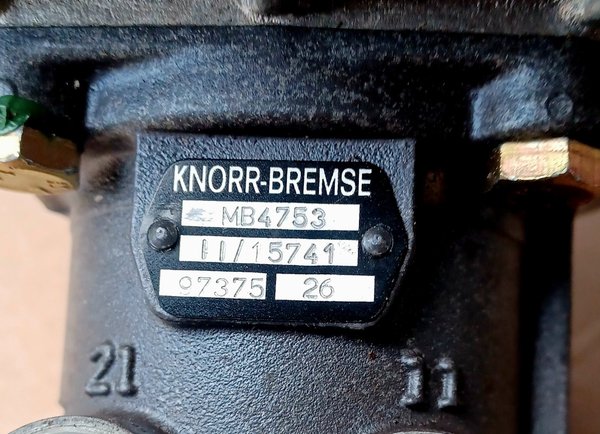 KNORR-BREMSE
MB4753
II/15741
97375 26
21 11